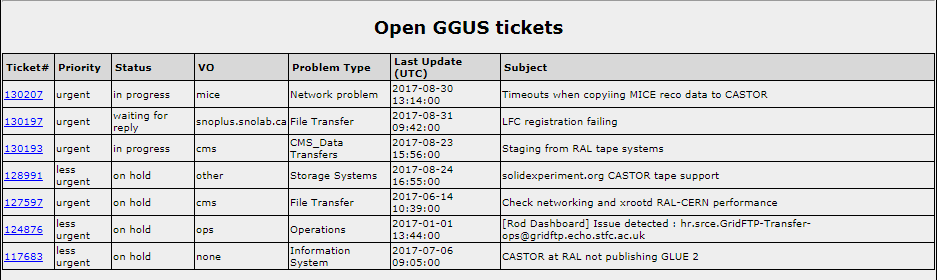 Open GGUS tickets
Ticket# Priority Status VO Problem Type Last Update (UTC) Subject
130207 urgent in progress mice Network problem 2017-08-30 13:14:00 Timeouts when copyiing MICE reco data to CASTOR
130197 urgent waiting for reply snoplus.snolab.ca File Transfer 2017-08-31 09:42:00 LFC registration failing
130193 urgent in progress cms CMS_Data Transfers 2017-08-23 15:56:00 Staging from RAL tape systems
128991 less urgent on hold other Storage Systems 2017-08-24 16:55:00 solidexperiment.org CASTOR tape support
127597 urgent on hold cms File Transfer 2017-06-14 10:39:00 Check networking and xrootd RAL-CERN performance
124876 less urgent on hold ops Operations 2017-01-01 13:44:00 [Rod Dashboard] Issue detected : hr.srce.GridFTP-Transfer-ops@gridftp.echo.stfc.ac.uk
117683 less urgent on hold none Information System 2017-07-06 09:05:00 CASTOR at RAL not publishing GLUE 2